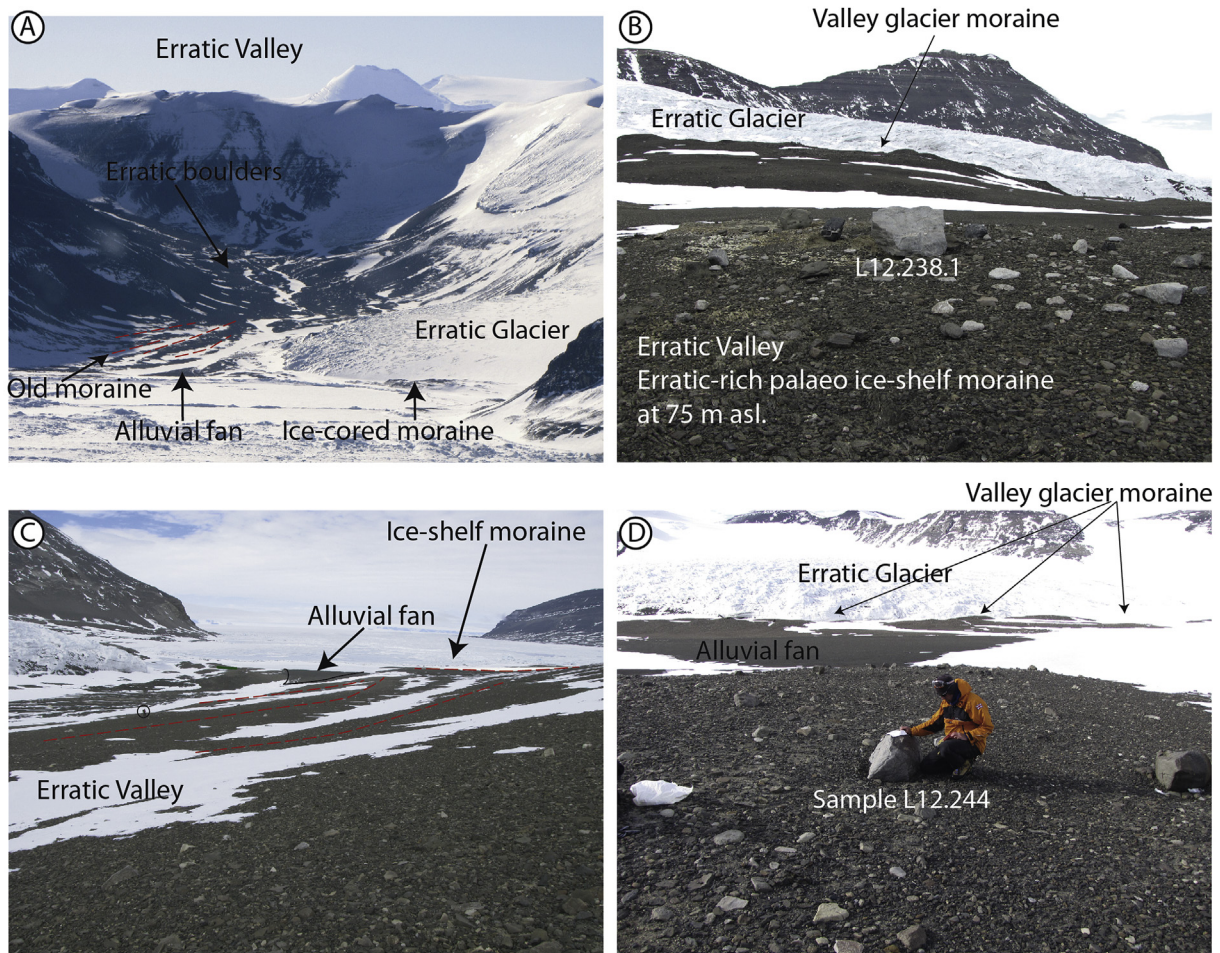 A
Erratic Valley
Erratic boulders
Erratic Glacier
Old moraine
Alluvial fan
Ice-cored moraine
B
Valley glacier moraine
Erratic Glacier
L12.238.1
Erratic Valley
Erratic-rich palaeo ice-shelf moraine
at 75 m asl.
C
Ice-shelf moraine
Alluvial fan
Erratic Valley
D
Valley glacier moraine
Erratic Glacier
Alluvial fan
Sample L12.244